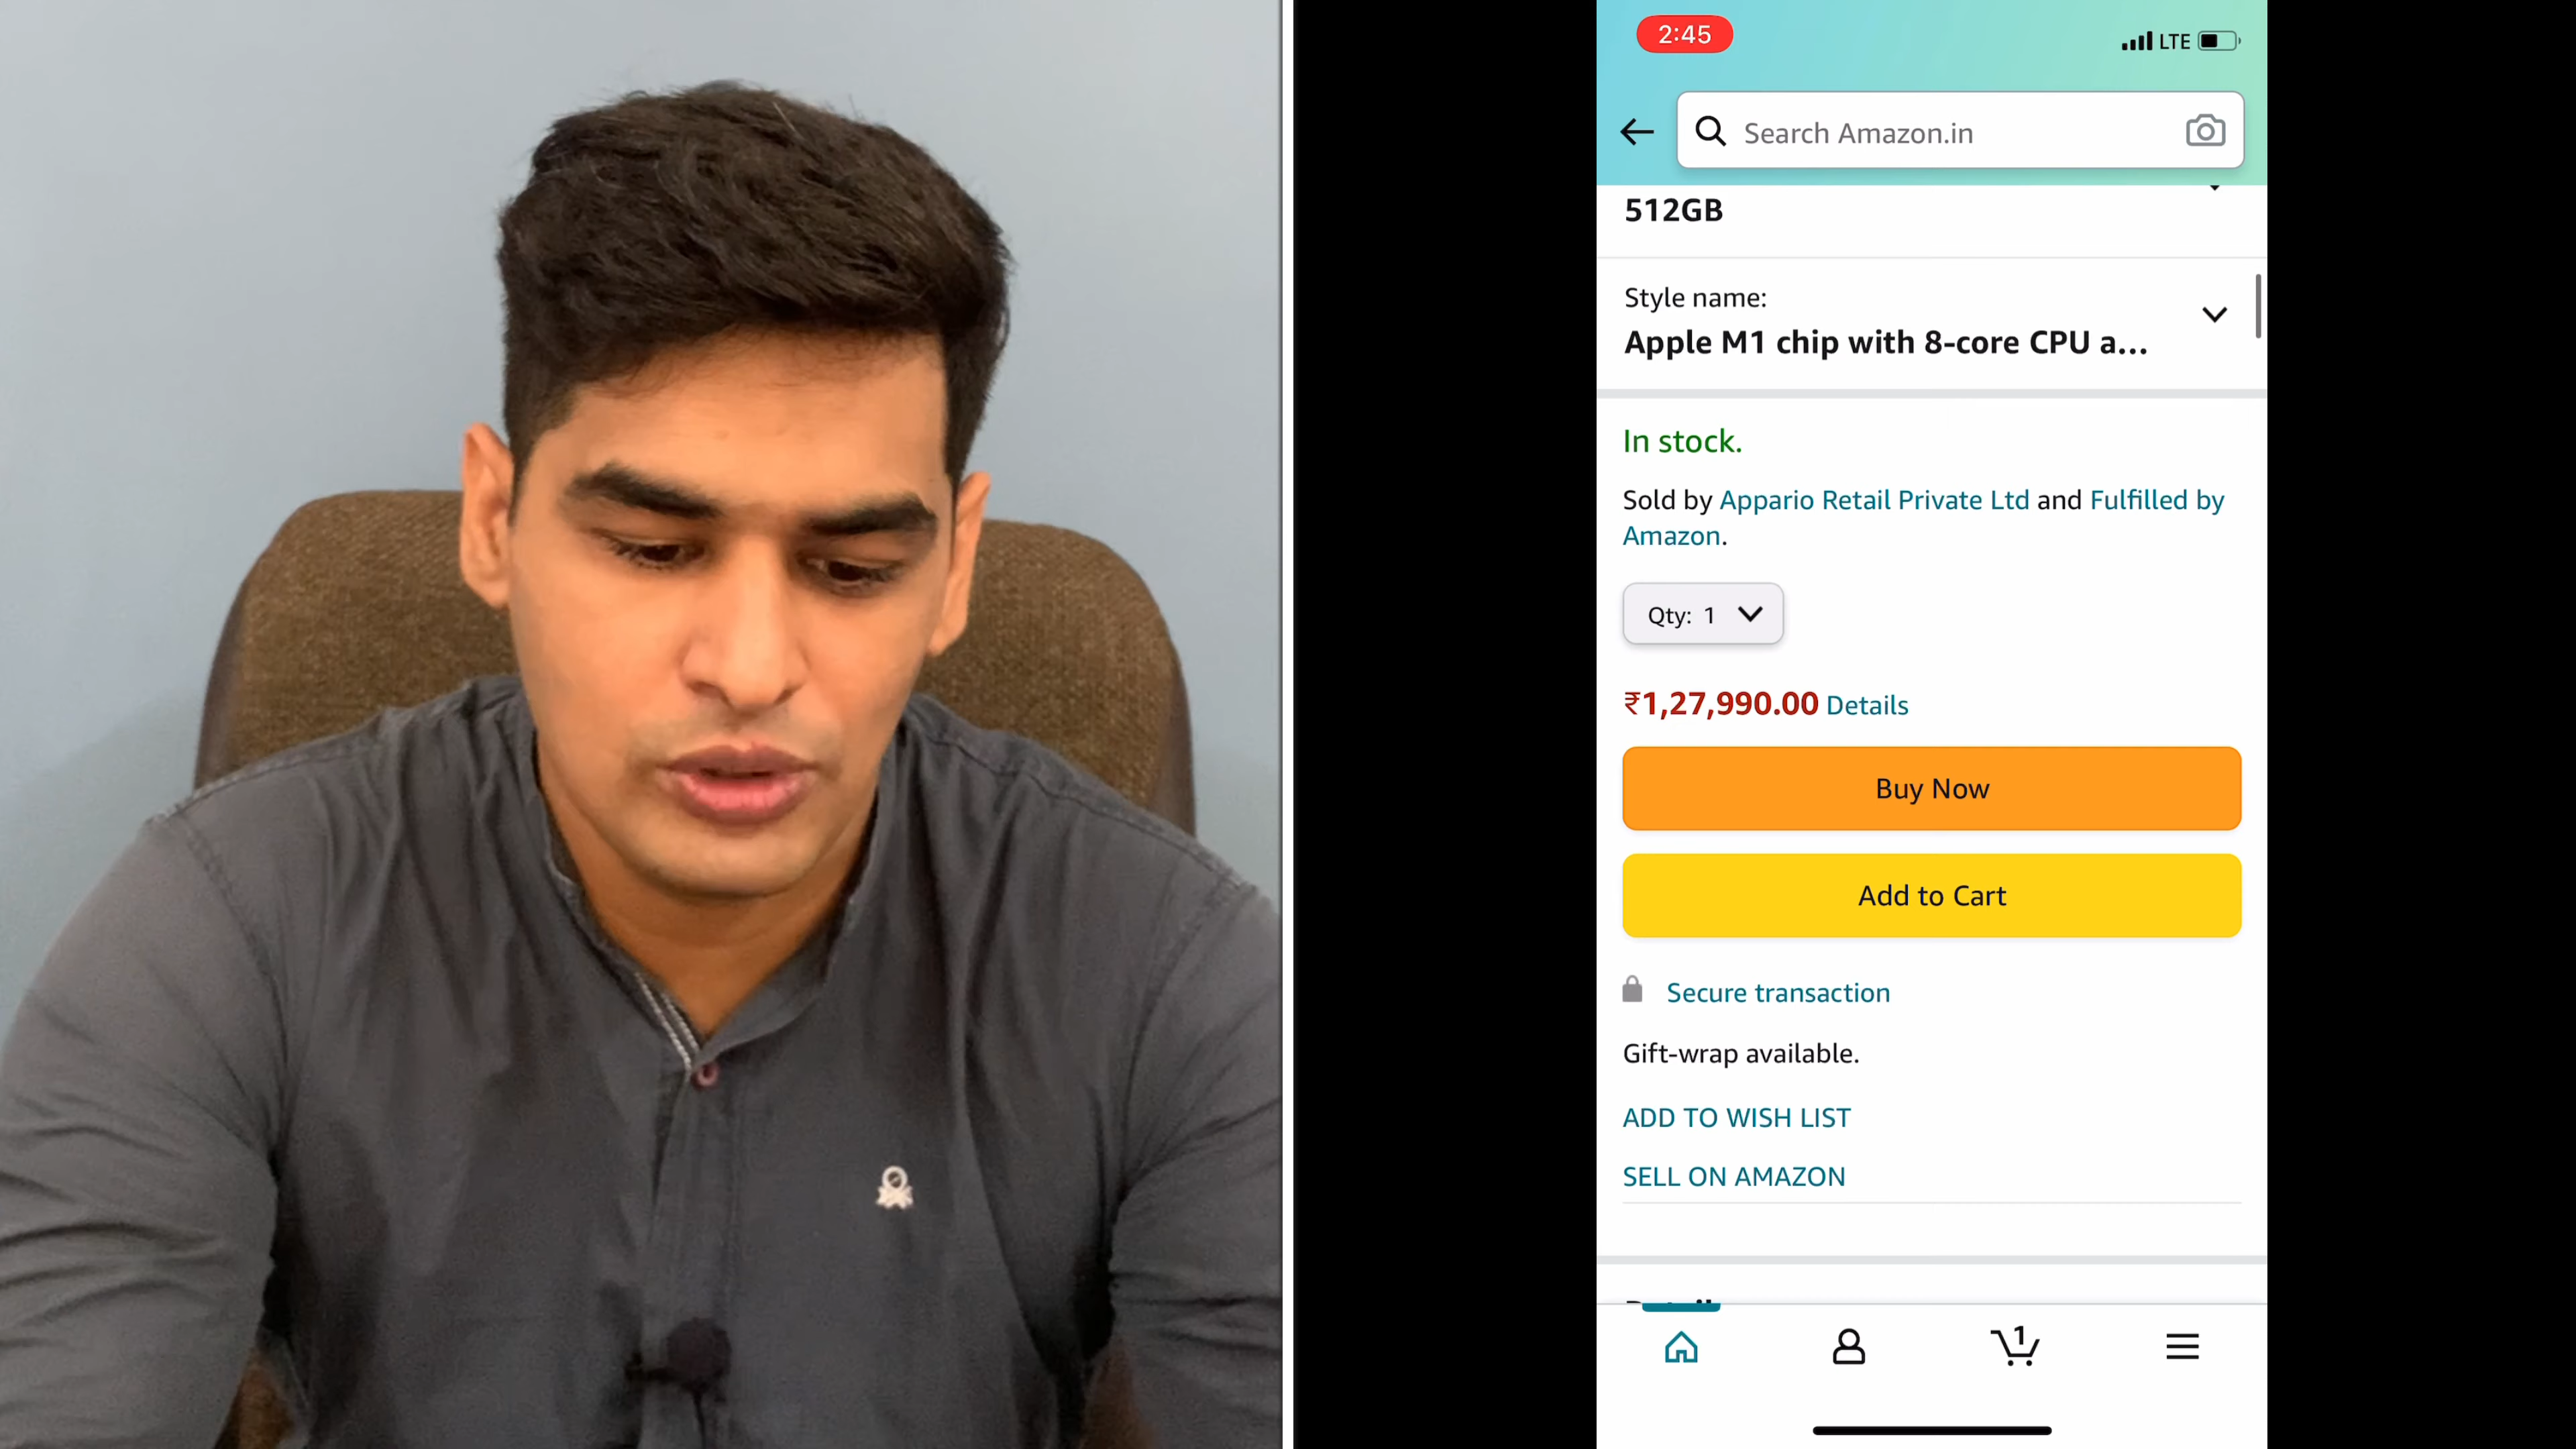 2:45
LTE
Search Amazon.in
512GB
Style name:
Apple M1 chip with 8-core CPU a...
In stock.
Sold by Appario Retail Private Ltd and Fulfilled by
Amazon.
Qty: 1
₹1,27,990.00 Details
Buy Now
Add to Cart
Secure transaction
Gift-wrap available.
ADD TO WISH LIST
SELL ON AMAZON
1